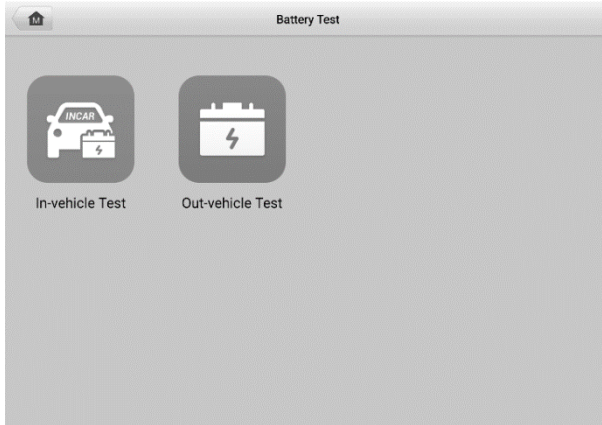 M
Battery Test
INCAR
In-vehicle Test
Out-vehicle Test